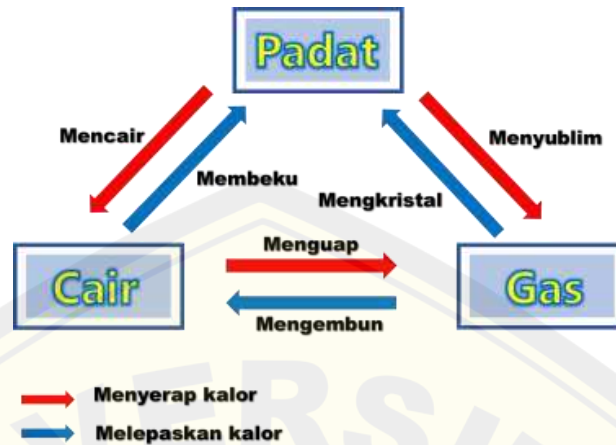 Padat
Mencair
Menyublim
Membeku
Mengkristal
Menguap
Cair
Gas
Mengembun
Menyerap kalor
Melepaskan kalor